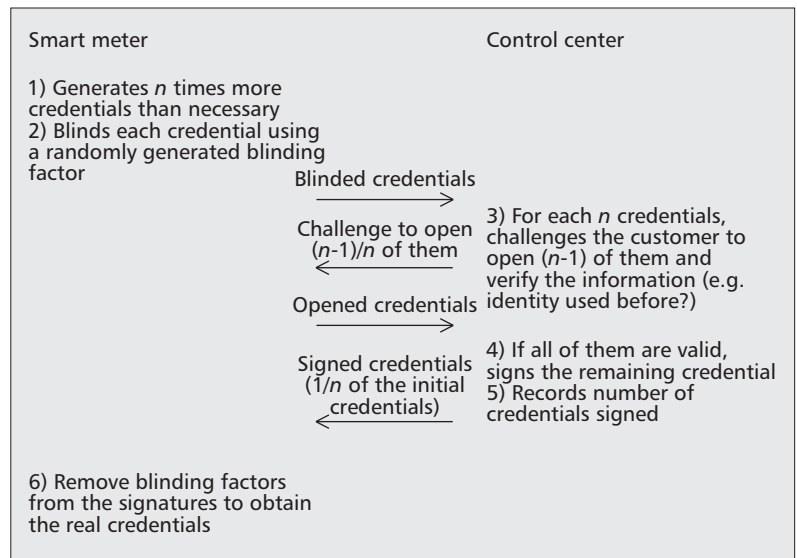 Smart meter
Control center
1) Generates n times more
credentials than necessary
2) Blinds each credential using
a randomly generated blinding
factor
Blinded credentials
Challenge to open
(n-1)/n of them
3) For each n credentials,
challenges the customer to
open (n-1) of them and
verify the information (e.g.
identity used before?)
Opened credentials
Signed credentials
(1/n of the initial
credentials)
4) If all of them are valid,
signs the remaining credential
5) Records number of
credentials signed
6) Remove blinding factors
from the signatures to obtain
the real credentials